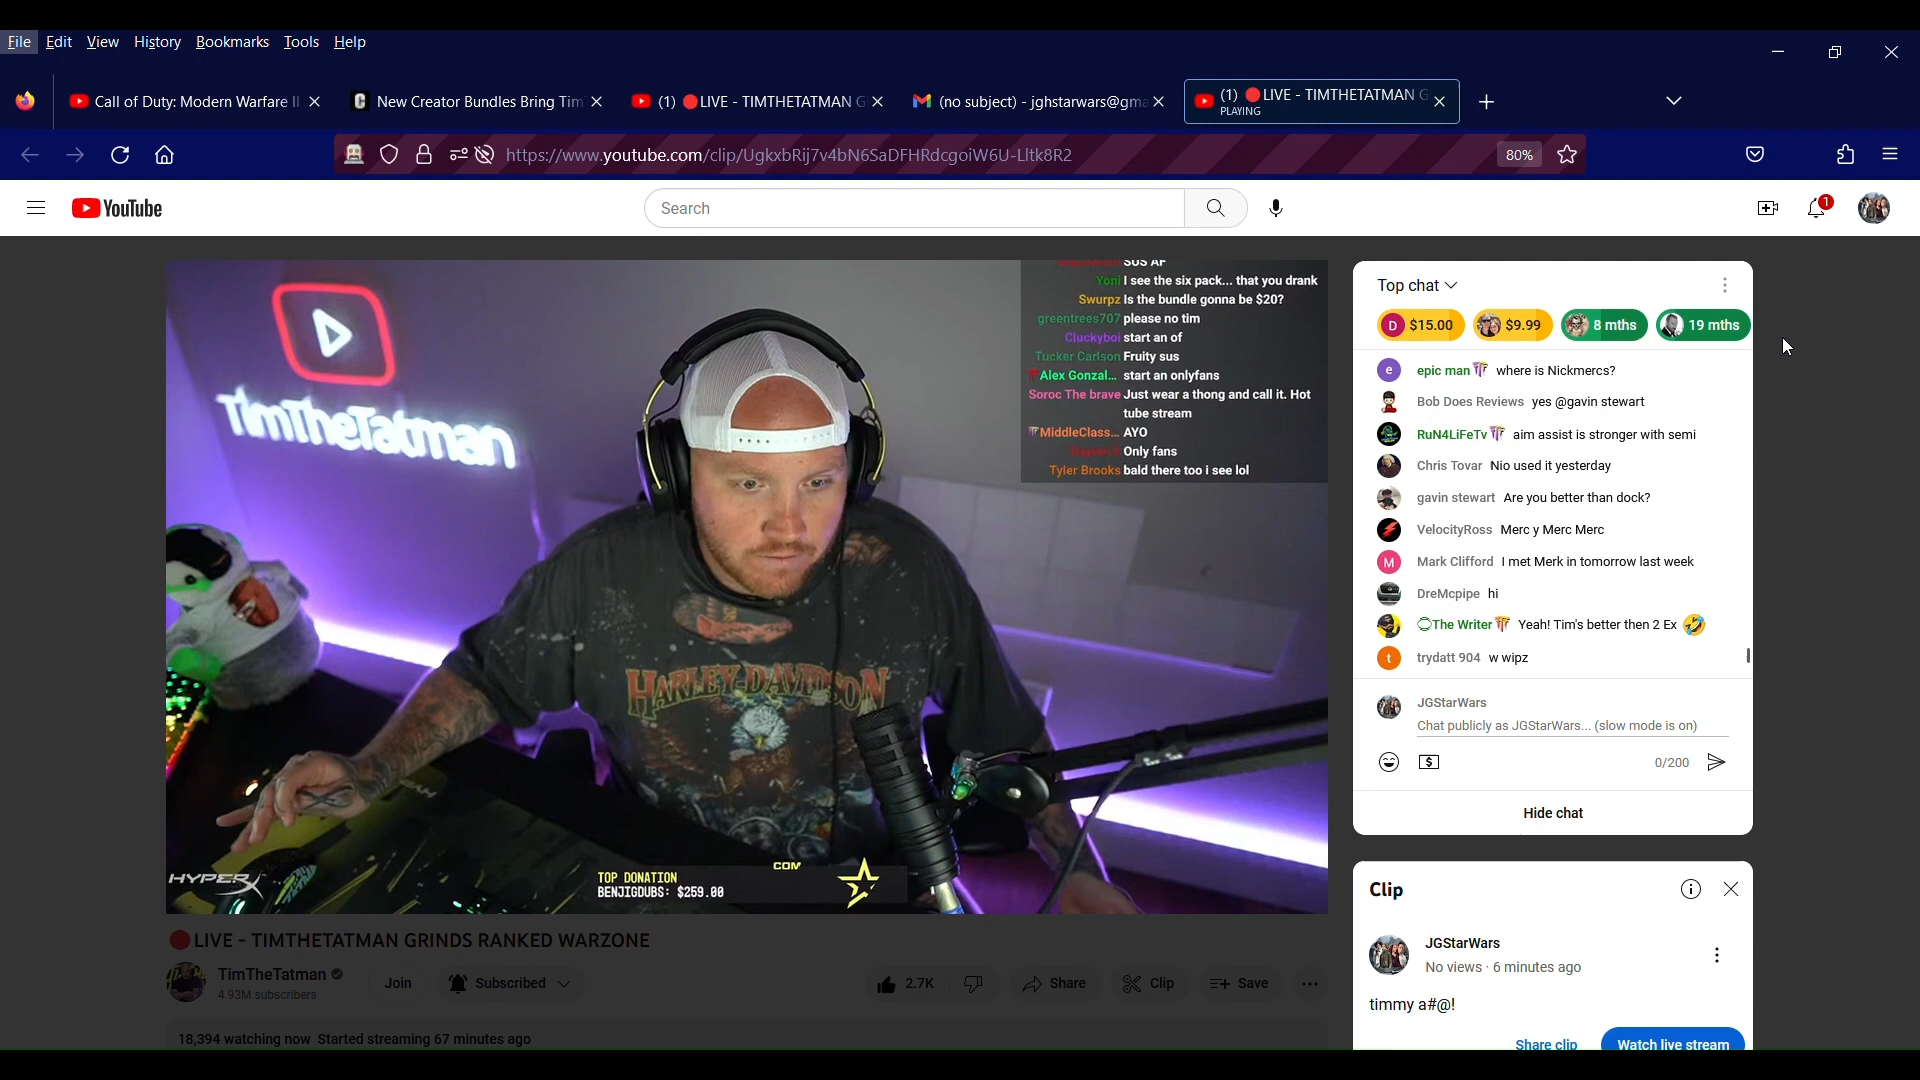 File Edit View History Bookmarks Tools Help
Call of Duty: Modern Warfare II
New Creator Bundles Bring Tim
(1) 🔴LIVE - TIMTHETATMAN G
(no subject) - jghstarwars@gma
(1) 🔴LIVE - TIMTHETATMAN G
PLAYING
https://www.youtube.com/clip/UgkxbRij7v4bN6SaDFHRdcgoiW6U-LItk8R2
80%
YouTube
Search
1
TimTheTatman
SUS AF
Yoni I see the six pack... that you drank
Swurpz Is the bundle gonna be $20?
greentrees707 please no tim
Cluckyboi start an of
Tucker Carlson Fruity sus
Alex Gonzal... start an onlyfans
Soroc The brave Just wear a thong and call it. Hot
tube stream
MiddleClass... AYO
Only fans
Tyler Brooks bald there too i see lol
HARLEY-DAVIDSON
HYPERX
TOP DONATION
BENJIGDUBS: $259.00
COM
Top chat
D $15.00 $9.99 8 mths 19 mths
e epic man where is Nickmercs?
Bob Does Reviews yes @gavin stewart
RuN4LiFeTv aim assist is stronger with semi
Chris Tovar Nio used it yesterday
gavin stewart Are you better than dock?
VelocityRoss Merc y Merc Merc
M Mark Clifford I met Merk in tomorrow last week
DreMcpipe hi
The Writer Yeah! Tim's better then 2 Ex 🤣
t trydatt 904 w wipz
JGStarWars
Chat publicly as JGStarWars... (slow mode is on)
0/200
Hide chat
Clip
JGStarWars
No views · 6 minutes ago
timmy a#@!
Share clip Watch live stream
🔴LIVE - TIMTHETATMAN GRINDS RANKED WARZONE
TimTheTatman
4.93M subscribers
Join Subscribed 2.7K Share Clip Save
18,394 watching now Started streaming 67 minutes ago